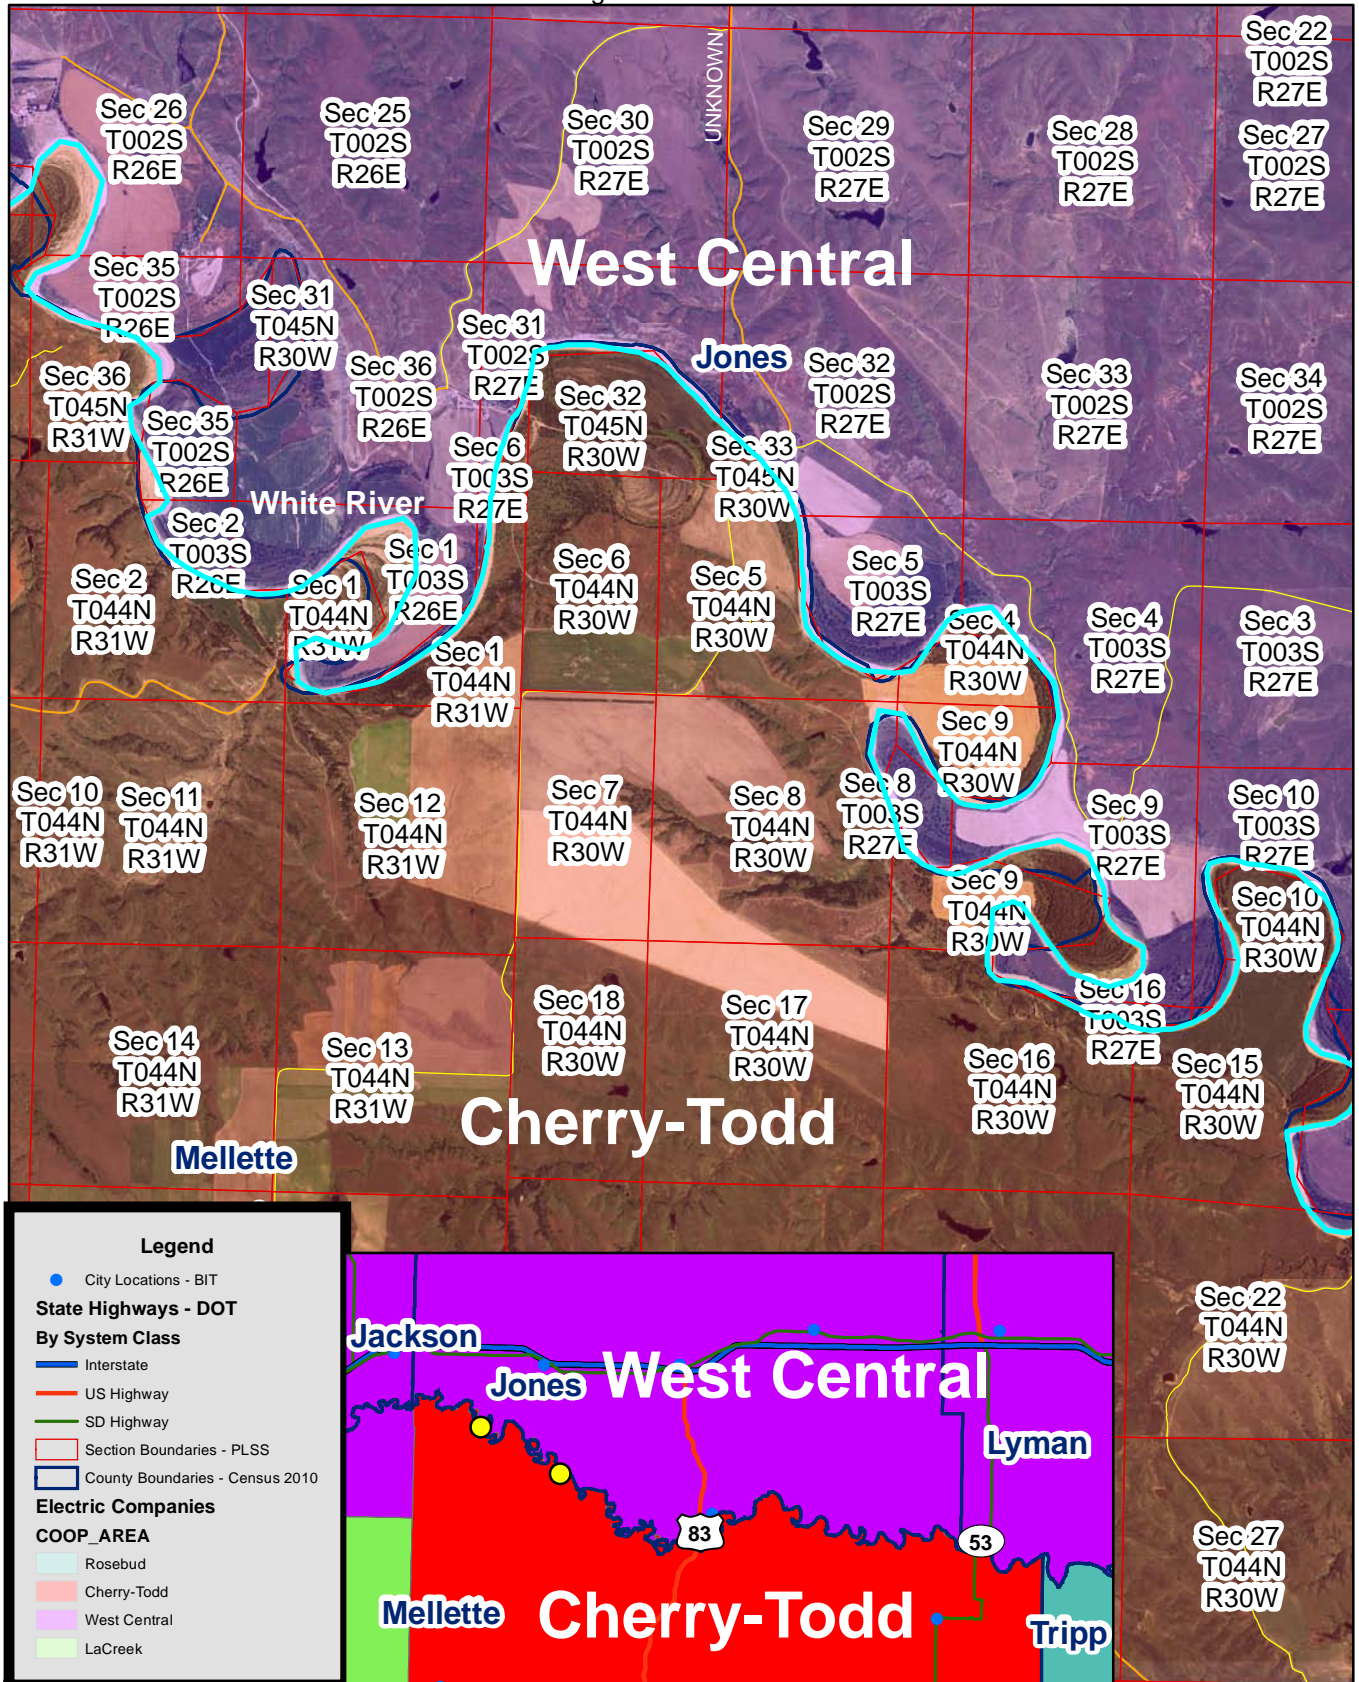 UNKNOWN
Sec 22
T002S
R27E
Sec 26
T002S
R26E
Sec 25
T002S
R26E
Sec 30
T002S
R27E
Sec 29
T002S
R27E
Sec 28
T002S
R27E
Sec 27
T002S
R27E
West Central
Sec 35
T002S
R26E
Sec 31
T045N
R30W
Sec 36
T045N
R31W
Sec 36
T002S
R26E
Sec 31
T002S
R27E
Jones
Sec 32
T002S
R27E
Sec 33
T002S
R27E
Sec 34
T002S
R27E
Sec 35
T002S
R26E
Sec 32
T045N
R30W
Sec 6
T003S
R27E
Sec 33
T045N
R30W
White River
Sec 2
T003S
R26E
Sec 2
T044N
R31W
Sec 1
T044N
R31W
Sec 1
T003S
R26E
Sec 6
T044N
R30W
Sec 5
T044N
R30W
Sec 5
T003S
R27E
Sec 4
T044N
R30W
Sec 4
T003S
R27E
Sec 3
T003S
R27E
Sec 1
T044N
R31W
Sec 9
T044N
R30W
Sec 10
T044N
R31W
Sec 11
T044N
R31W
Sec 12
T044N
R31W
Sec 7
T044N
R30W
Sec 8
T044N
R30W
Sec 8
T003S
R27E
Sec 9
T003S
R27E
Sec 10
T003S
R27E
Sec 9
T044N
R30W
Sec 10
T044N
R30W
Sec 14
T044N
R31W
Sec 13
T044N
R31W
Sec 18
T044N
R30W
Sec 17
T044N
R30W
Sec 16
T003S
R27E
Sec 16
T044N
R30W
Sec 15
T044N
R30W
Cherry-Todd
Mellette
Sec 22
T044N
R30W
Sec 27
T044N
R30W
Legend
City Locations - BIT
State Highways - DOT
By System Class
Interstate
US Highway
SD Highway
Section Boundaries - PLSS
County Boundaries - Census 2010
Electric Companies
COOP_AREA
Rosebud
Cherry-Todd
West Central
LaCreek
Jackson
Jones
West Central
Lyman
83
53
Mellette
Cherry-Todd
Tripp